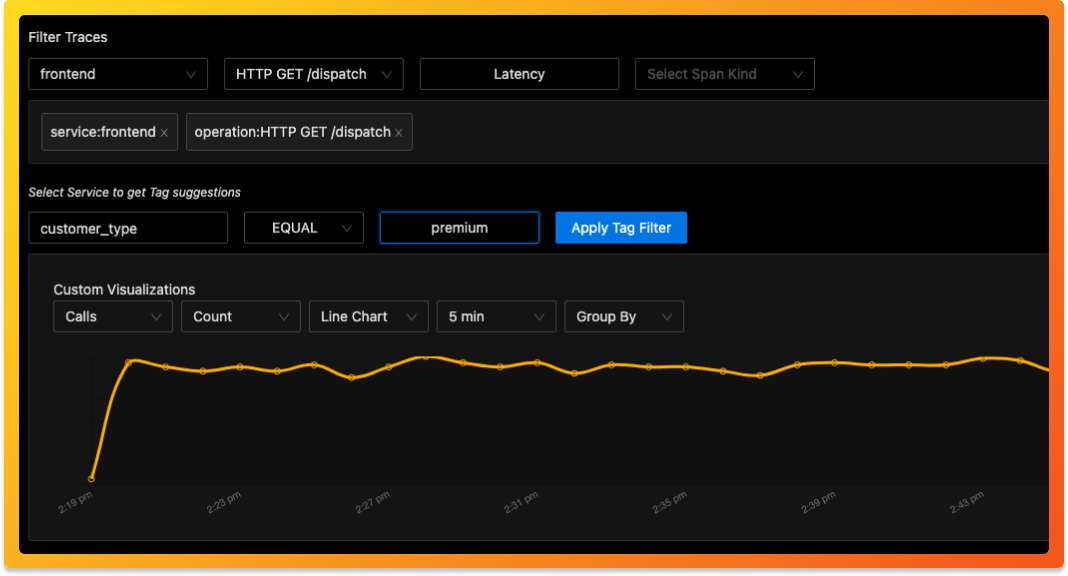 Filter Traces
frontend HTTP GET /dispatch Latency Select Span Kind
service:frontend × operation:HTTP GET /dispatch ×
Select Service to get Tag suggestions
customer_type EQUAL premium Apply Tag Filter
Custom Visualizations
Calls Count Line Chart 5 min Group By
2:19 pm 2:23 pm 2:27 pm 2:31 pm 2:35 pm 2:39 pm 2:43 pm